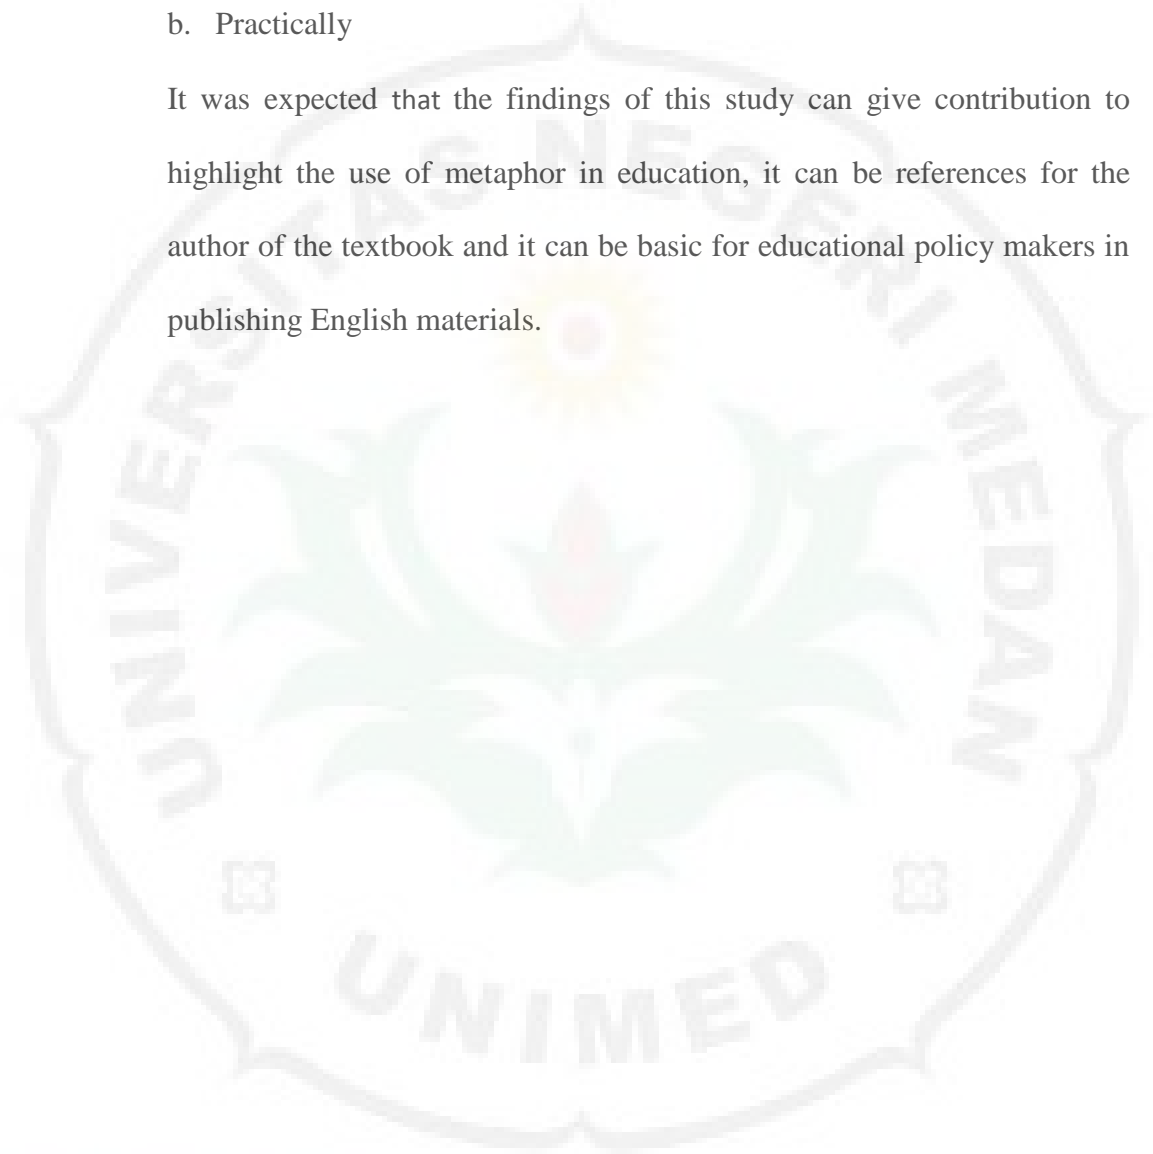 b. Practically
It was expected that the findings of this study can give contribution to
highlight the use of metaphor in education, it can be references for the
author of the textbook and it can be basic for educational policy makers in
publishing English materials.
UNIVERSITAS NEGERI MEDAN
UNIMED